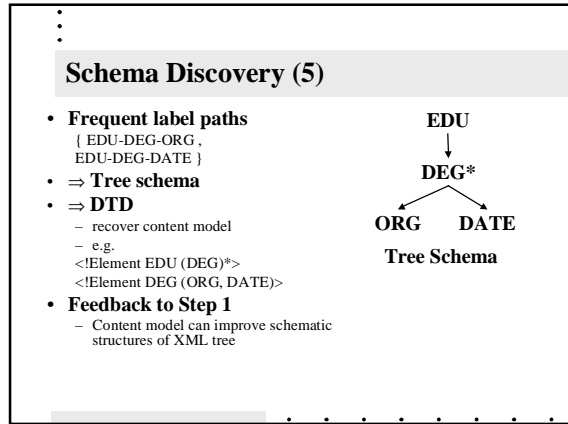 Schema Discovery (5)
• Frequent label paths
{ EDU-DEG-ORG ,
EDU-DEG-DATE }
• ⇒ Tree schema
• ⇒ DTD
– recover content model
– e.g.
<!Element EDU (DEG)*>
<!Element DEG (ORG, DATE)>
• Feedback to Step 1
– Content model can improve schematic
structures of XML tree
EDU
DEG*
ORG DATE
Tree Schema